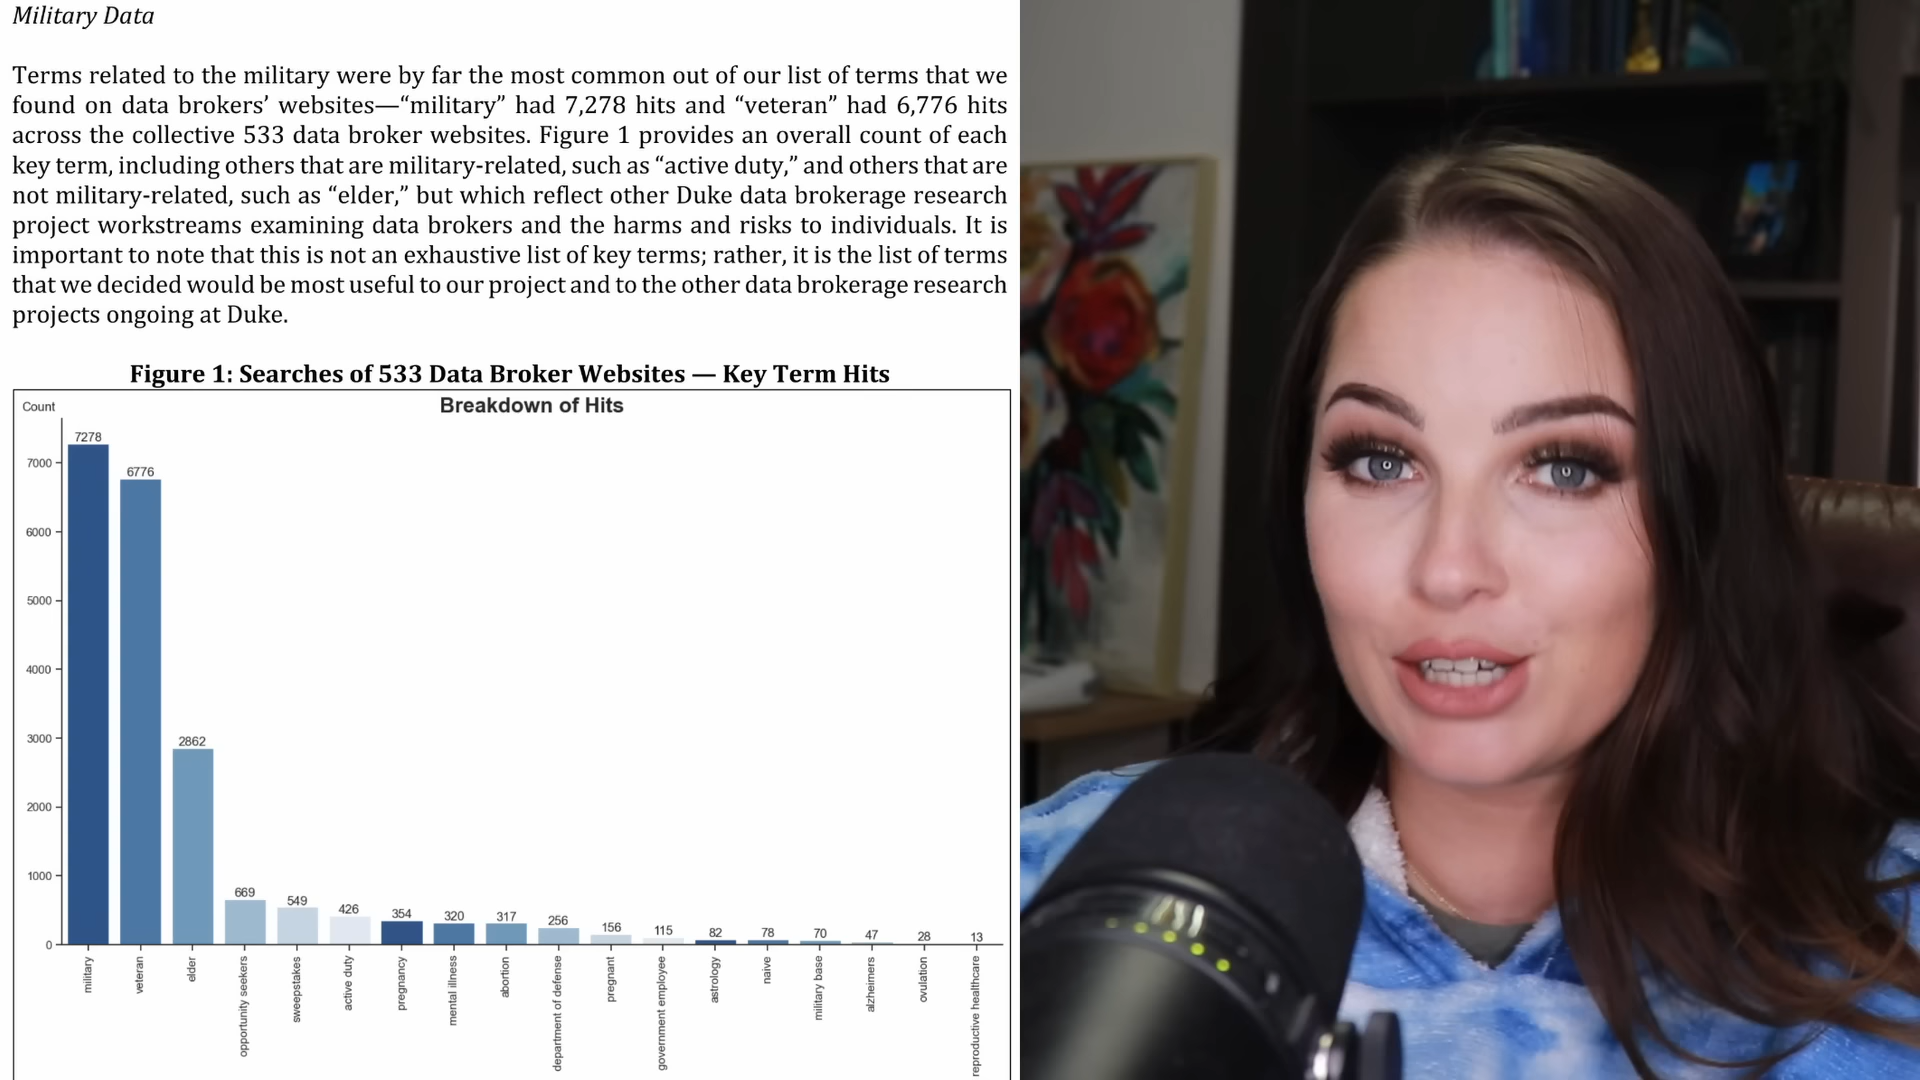 Military Data
Terms related to the military were by far the most common out of our list of terms that we
found on data brokers’ websites—“military” had 7,278 hits and “veteran” had 6,776 hits
across the collective 533 data broker websites. Figure 1 provides an overall count of each
key term, including others that are military-related, such as “active duty,” and others that are
not military-related, such as “elder,” but which reflect other Duke data brokerage research
project workstreams examining data brokers and the harms and risks to individuals. It is
important to note that this is not an exhaustive list of key terms; rather, it is the list of terms
that we decided would be most useful to our project and to the other data brokerage research
projects ongoing at Duke.
Figure 1: Searches of 533 Data Broker Websites — Key Term Hits
Breakdown of Hits
Count
7000
6000
5000
4000
3000
2000
1000
0
7278
6776
2862
669
549
426
354
320
317
256
156
115
82
78
70
47
28
13
military
veteran
elder
opportunity seekers
sweepstakes
active duty
pregnancy
mental illness
abortion
department of defense
pregnant
government employee
astrology
naive
military base
alzheimers
ovulation
reproductive healthcare